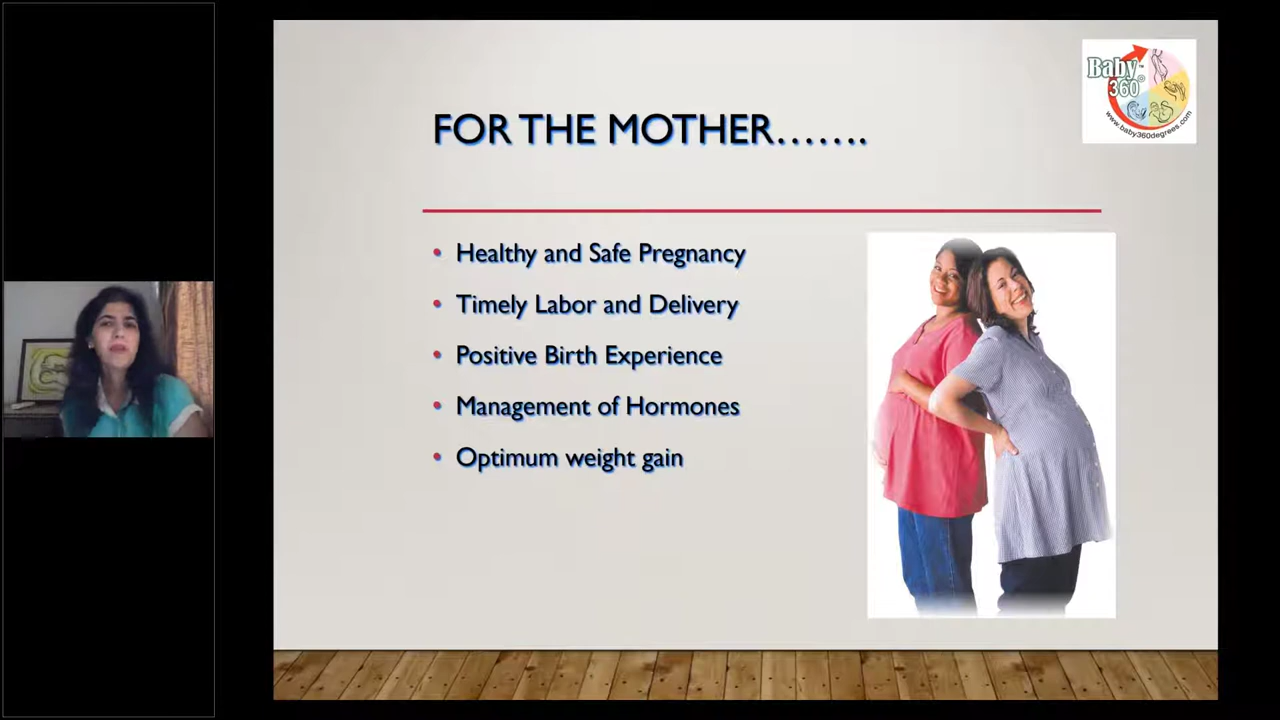 FOR THE MOTHER.......
Baby™
360°
www.baby360degrees.com
• Healthy and Safe Pregnancy
• Timely Labor and Delivery
• Positive Birth Experience
• Management of Hormones
• Optimum weight gain